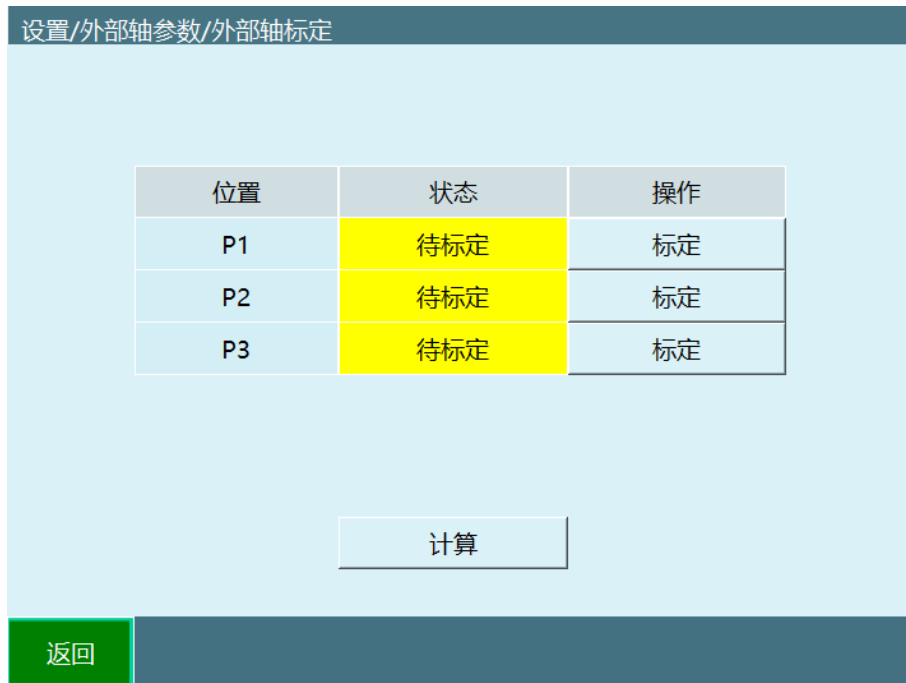 设置/外部轴参数/外部轴标定
位置 状态 操作
P1 待标定 标定
P2 待标定 标定
P3 待标定 标定
计算
返回